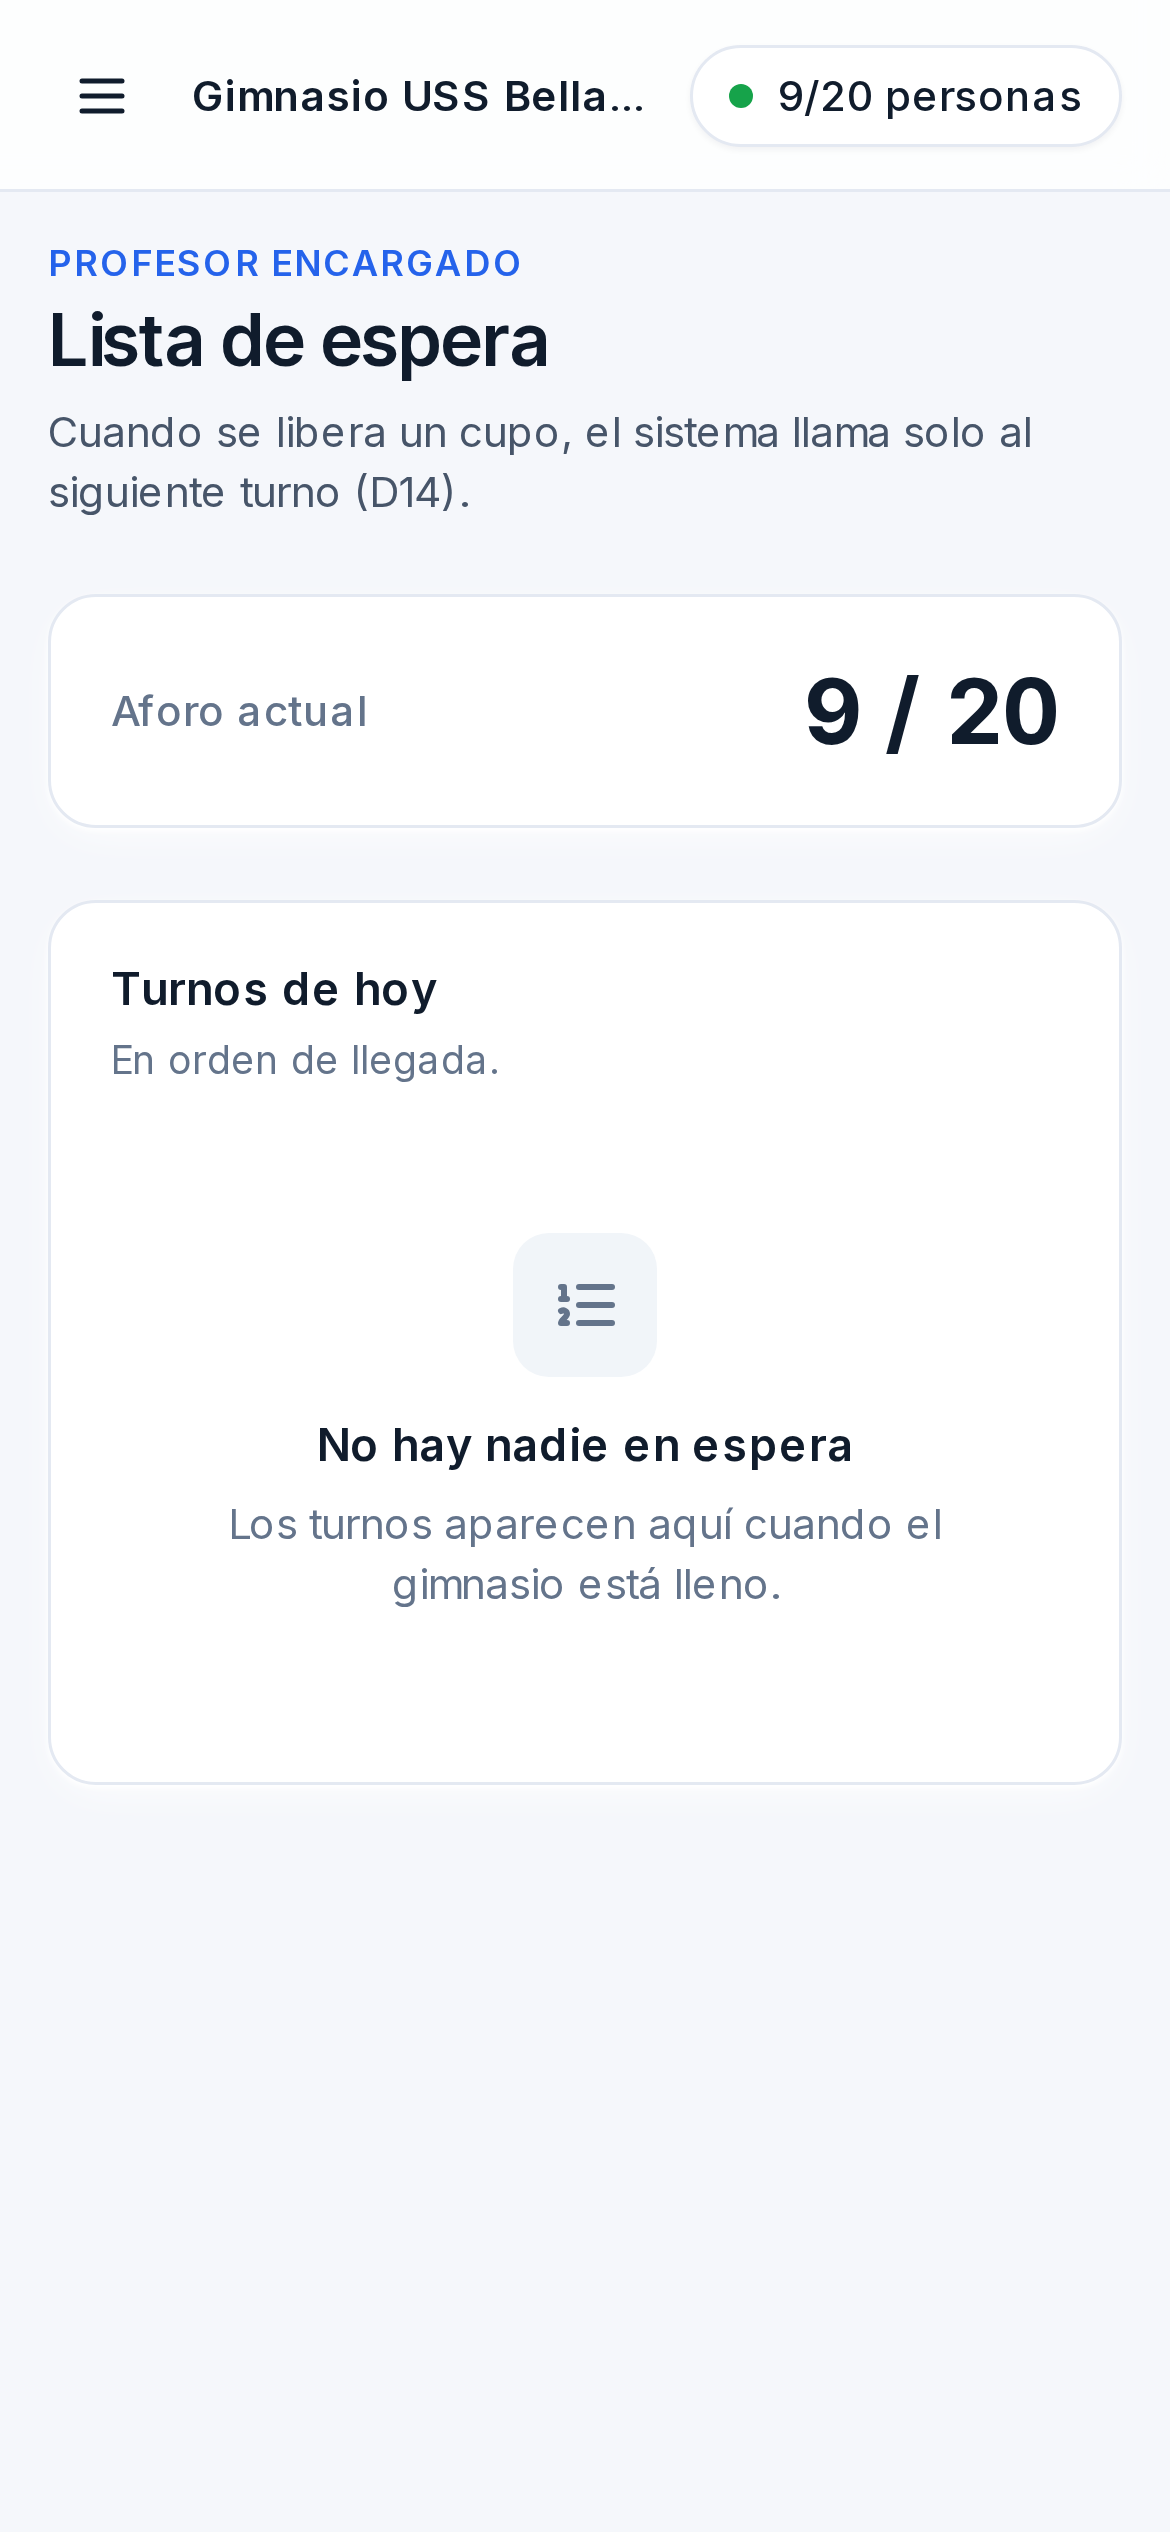 Gimnasio USS Bella...
9/20 personas
PROFESOR ENCARGADO
Lista de espera
Cuando se libera un cupo, el sistema llama solo al
siguiente turno (D14).
Aforo actual
9 / 20
Turnos de hoy
En orden de llegada.
No hay nadie en espera
Los turnos aparecen aquí cuando el
gimnasio está lleno.